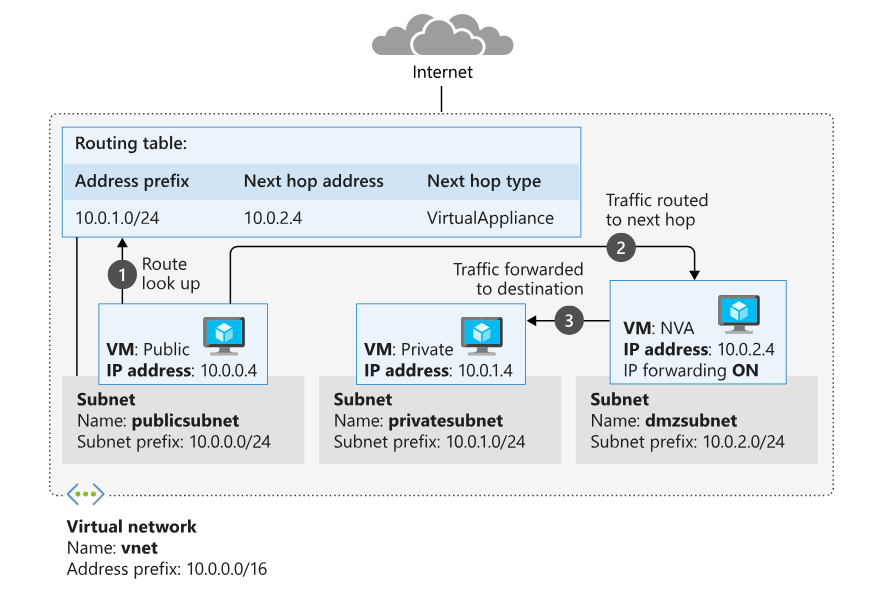 Internet
Routing table:
Address prefix Next hop address Next hop type
10.0.1.0/24 10.0.2.4 VirtualAppliance
Traffic routed
to next hop
2
1
Route
look up
Traffic forwarded
to destination
3
VM: Public
IP address: 10.0.0.4
VM: Private
IP address: 10.0.1.4
VM: NVA
IP address: 10.0.2.4
IP forwarding ON
Subnet
Name: publicsubnet
Subnet prefix: 10.0.0.0/24
Subnet
Name: privatesubnet
Subnet prefix: 10.0.1.0/24
Subnet
Name: dmzsubnet
Subnet prefix: 10.0.2.0/24
Virtual network
Name: vnet
Address prefix: 10.0.0.0/16